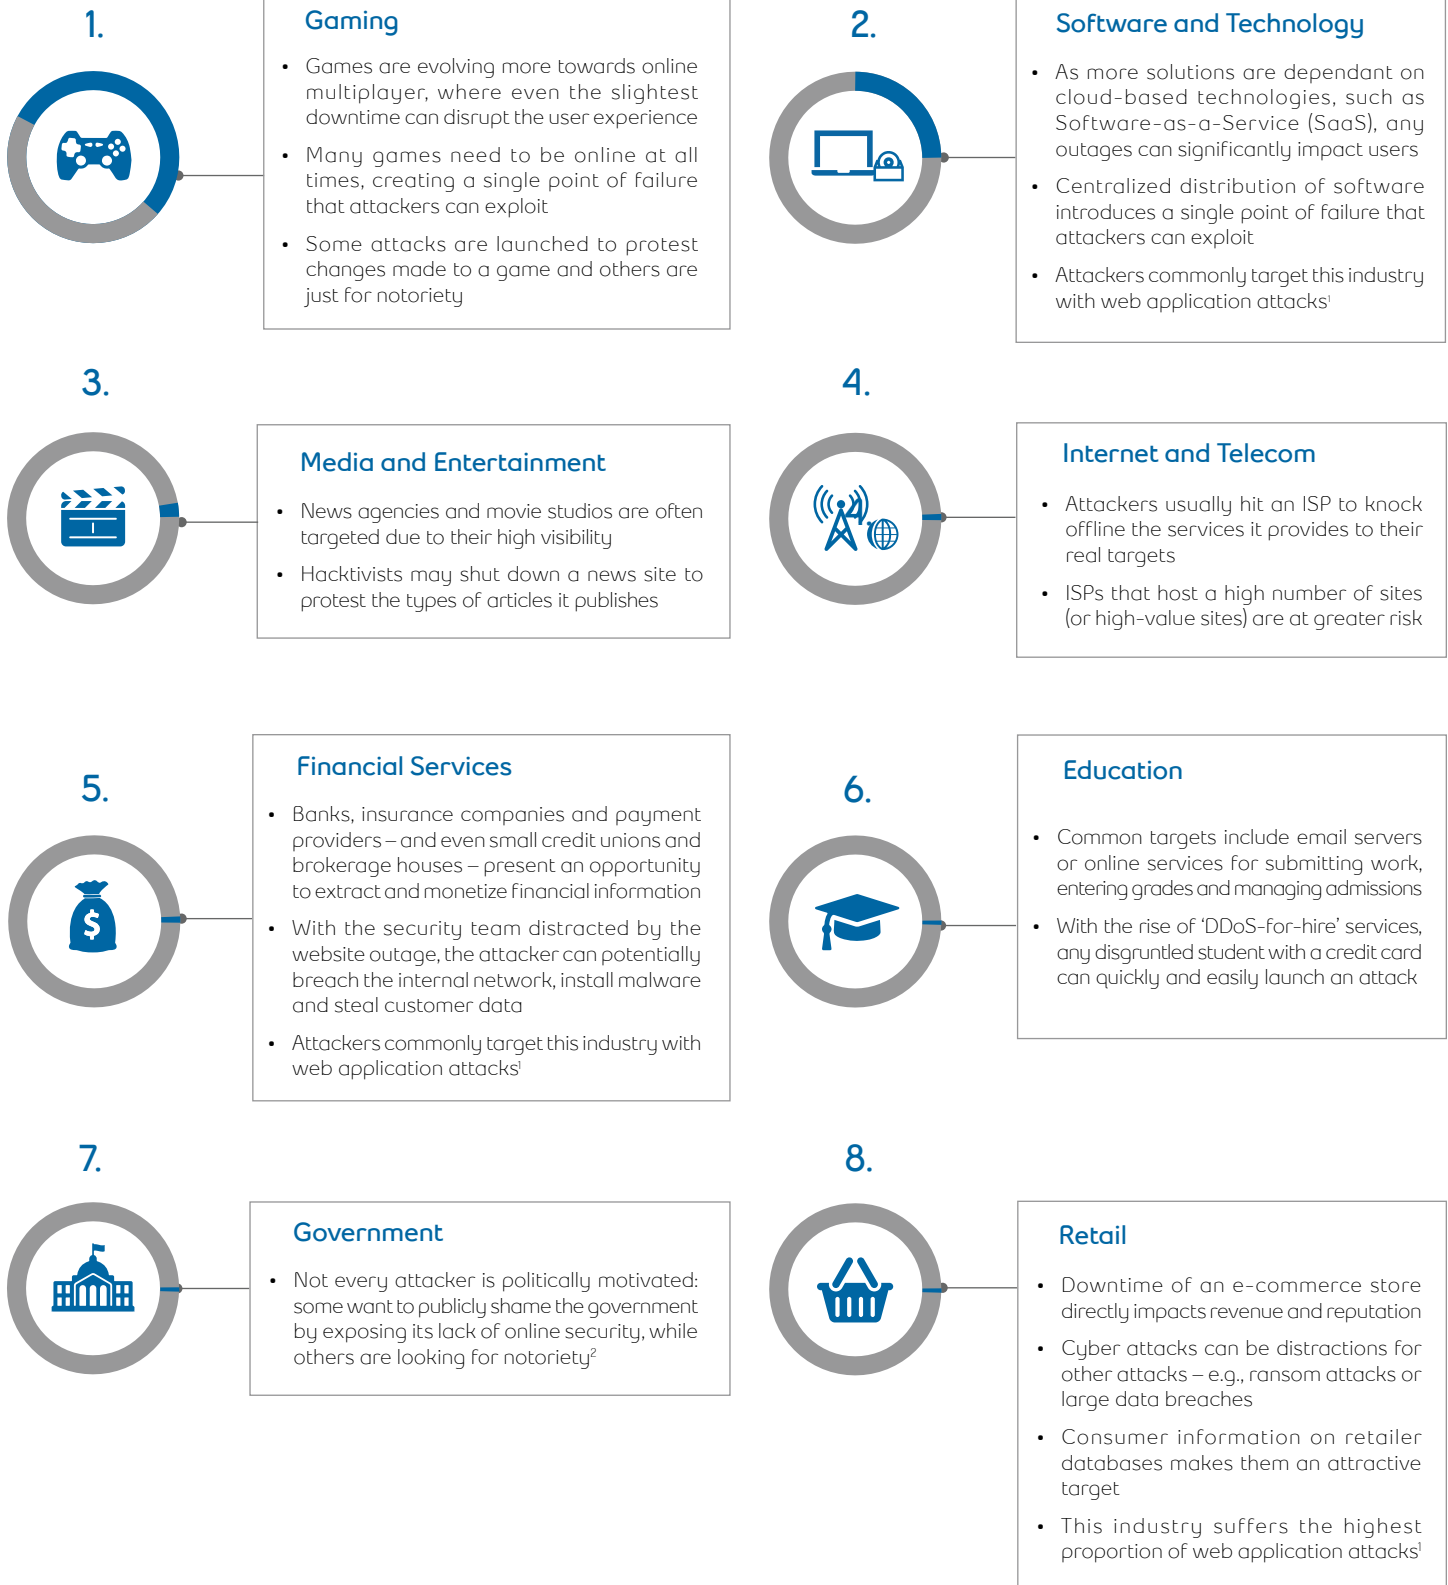 1.
Gaming
• Games are evolving more towards online
multiplayer, where even the slightest
downtime can disrupt the user experience
• Many games need to be online at all
times, creating a single point of failure
that attackers can exploit
• Some attacks are launched to protest
changes made to a game and others are
just for notoriety
2.
Software and Technology
• As more solutions are dependant on
cloud-based technologies, such as
Software-as-a-Service (SaaS), any
outages can significantly impact users
• Centralized distribution of software
introduces a single point of failure that
attackers can exploit
• Attackers commonly target this industry
with web application attacks¹
3.
Media and Entertainment
• News agencies and movie studios are often
targeted due to their high visibility
• Hacktivists may shut down a news site to
protest the types of articles it publishes
4.
Internet and Telecom
• Attackers usually hit an ISP to knock
offline the services it provides to their
real targets
• ISPs that host a high number of sites
(or high-value sites) are at greater risk
5.
$
Financial Services
• Banks, insurance companies and payment
providers – and even small credit unions and
brokerage houses – present an opportunity
to extract and monetize financial information
• With the security team distracted by the
website outage, the attacker can potentially
breach the internal network, install malware
and steal customer data
• Attackers commonly target this industry with
web application attacks¹
6.
Education
• Common targets include email servers
or online services for submitting work,
entering grades and managing admissions
• With the rise of ‘DDoS-for-hire’ services,
any disgruntled student with a credit card
can quickly and easily launch an attack
7.
Government
• Not every attacker is politically motivated:
some want to publicly shame the government
by exposing its lack of online security, while
others are looking for notoriety²
8.
Retail
• Downtime of an e-commerce store
directly impacts revenue and reputation
• Cyber attacks can be distractions for
other attacks – e.g., ransom attacks or
large data breaches
• Consumer information on retailer
databases makes them an attractive
target
• This industry suffers the highest
proportion of web application attacks¹